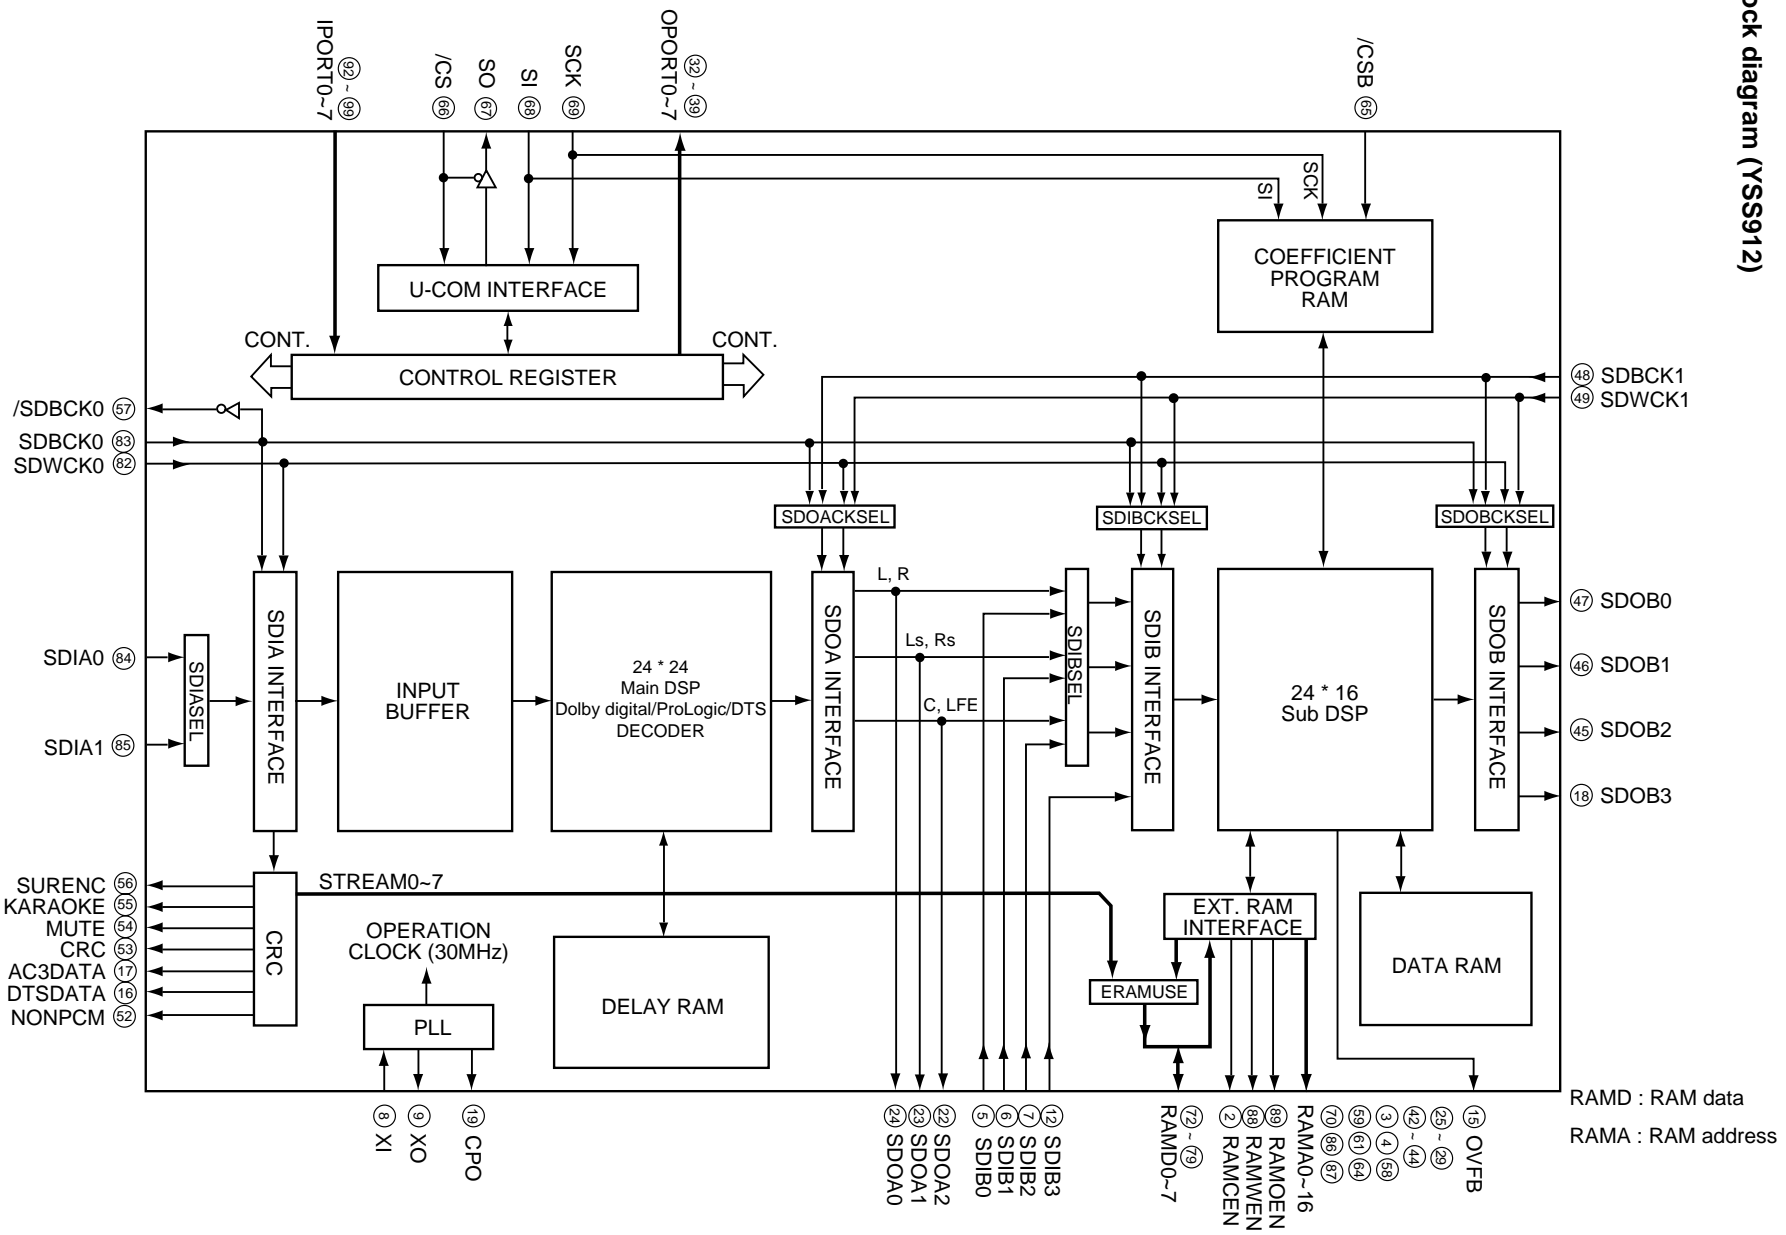 ock diagram (YSS912)
IPORT0~7 92 ~ 99
/CS 66
SO 67
SI 68
SCK 69
OPORT0~7 32 ~ 39
/CSB 65
SI
SCK
COEFFICIENT
PROGRAM
RAM
U-COM INTERFACE
CONT.
CONTROL REGISTER
CONT.
48 SDBCK1
49 SDWCK1
/SDBCK0 57
SDBCK0 83
SDWCK0 82
SDOACKSEL
SDIBCKSEL
SDOBCKSEL
SDIA0 84
SDIA1 85
SDIASEL
SDIA INTERFACE
INPUT
BUFFER
24 * 24
Main DSP
Dolby digital/ProLogic/DTS
DECODER
SDOA INTERFACE
L, R
Ls, Rs
C, LFE
SDIBSEL
SDIB INTERFACE
24 * 16
Sub DSP
SDOB INTERFACE
47 SDOB0
46 SDOB1
45 SDOB2
18 SDOB3
SURENC 56
KARAOKE 55
MUTE 54
CRC 53
AC3DATA 17
DTSDATA 16
NONPCM 52
CRC
STREAM0~7
OPERATION
CLOCK (30MHz)
PLL
DELAY RAM
EXT. RAM
INTERFACE
ERAMUSE
DATA RAM
8 XI
9 XO
19 CPO
24 SDOA0
23 SDOA1
22 SDOA2
5 SDIB0
6 SDIB1
7 SDIB2
12 SDIB3
72 ~ 79
RAMD0~7
2 RAMCEN
88 RAMWEN
89 RAMOEN
RAMA0~16
70 86 87
59 61 64
3 4 58
42 ~ 44
25 ~ 29
15 OVFB
RAMD : RAM data
RAMA : RAM address